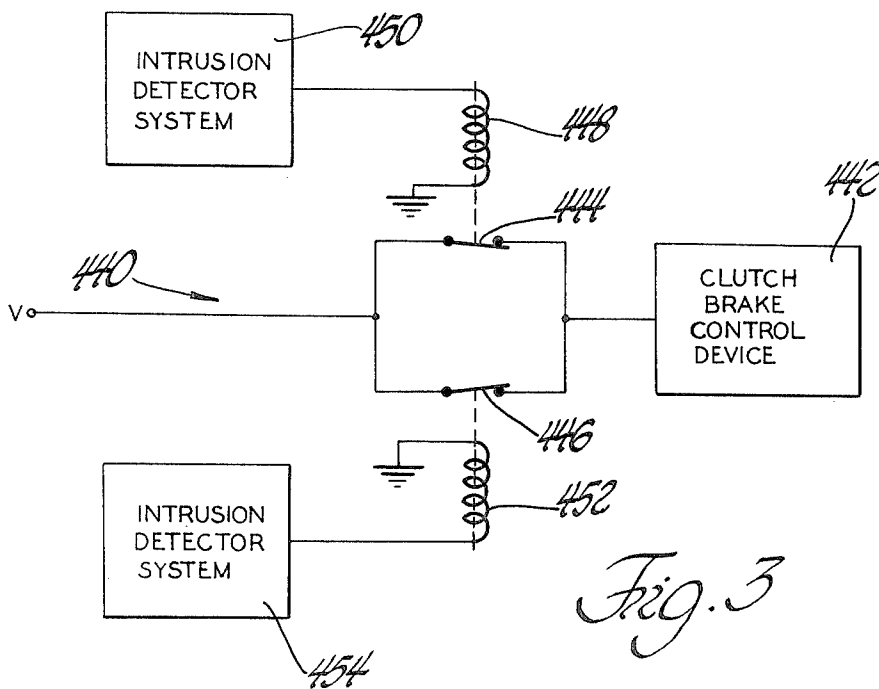 450
INTRUSION
DETECTOR
SYSTEM
448
444
442
440
CLUTCH
BRAKE
CONTROL
DEVICE
V
446
452
INTRUSION
DETECTOR
SYSTEM
454
Fig. 3